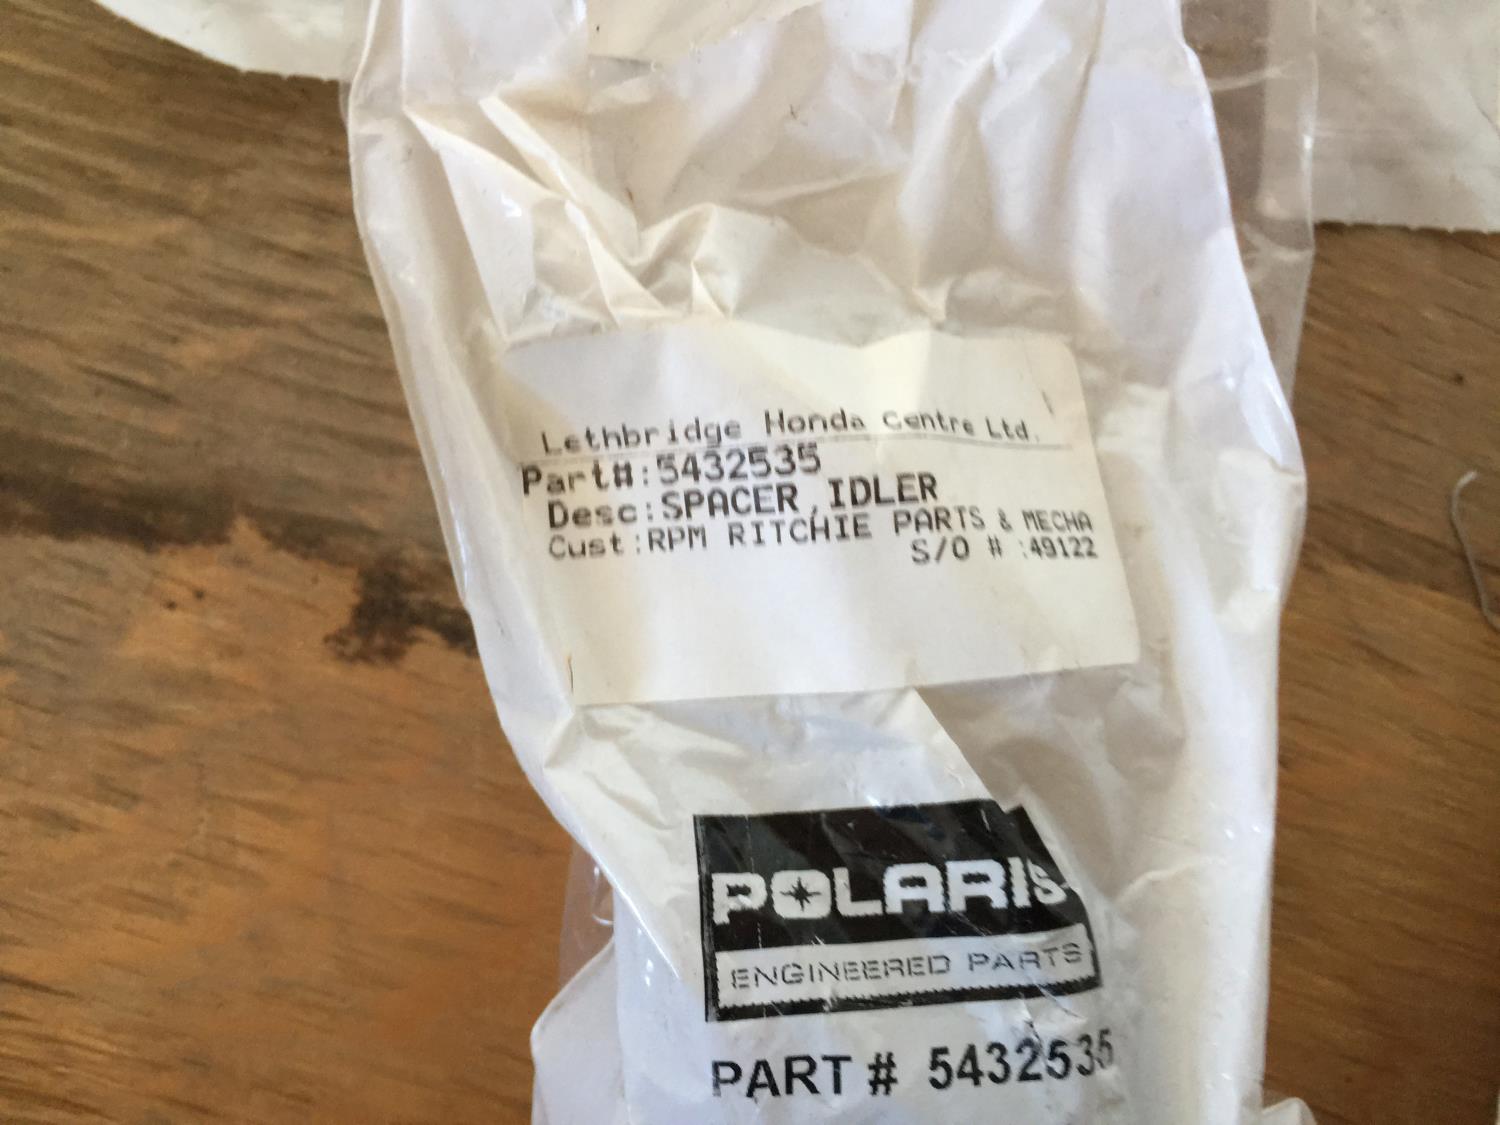 Lethbridge Honda Centre Ltd.
Part#:5432535
Desc:SPACER,IDLER
Cust:RPM RITCHIE PARTS & MECHA
S/O # :49122
POLARIS
ENGINEERED PARTS
PART # 5432535